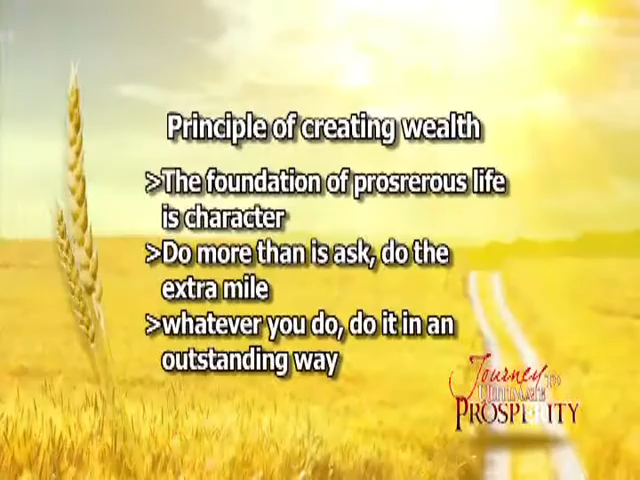 Principle of creating wealth
>The foundation of prosrerous life
is character
>Do more than is ask, do the
extra mile
>whatever you do, do it in an
outstanding way
Journey TO
ULTIMATE
PROSPERITY